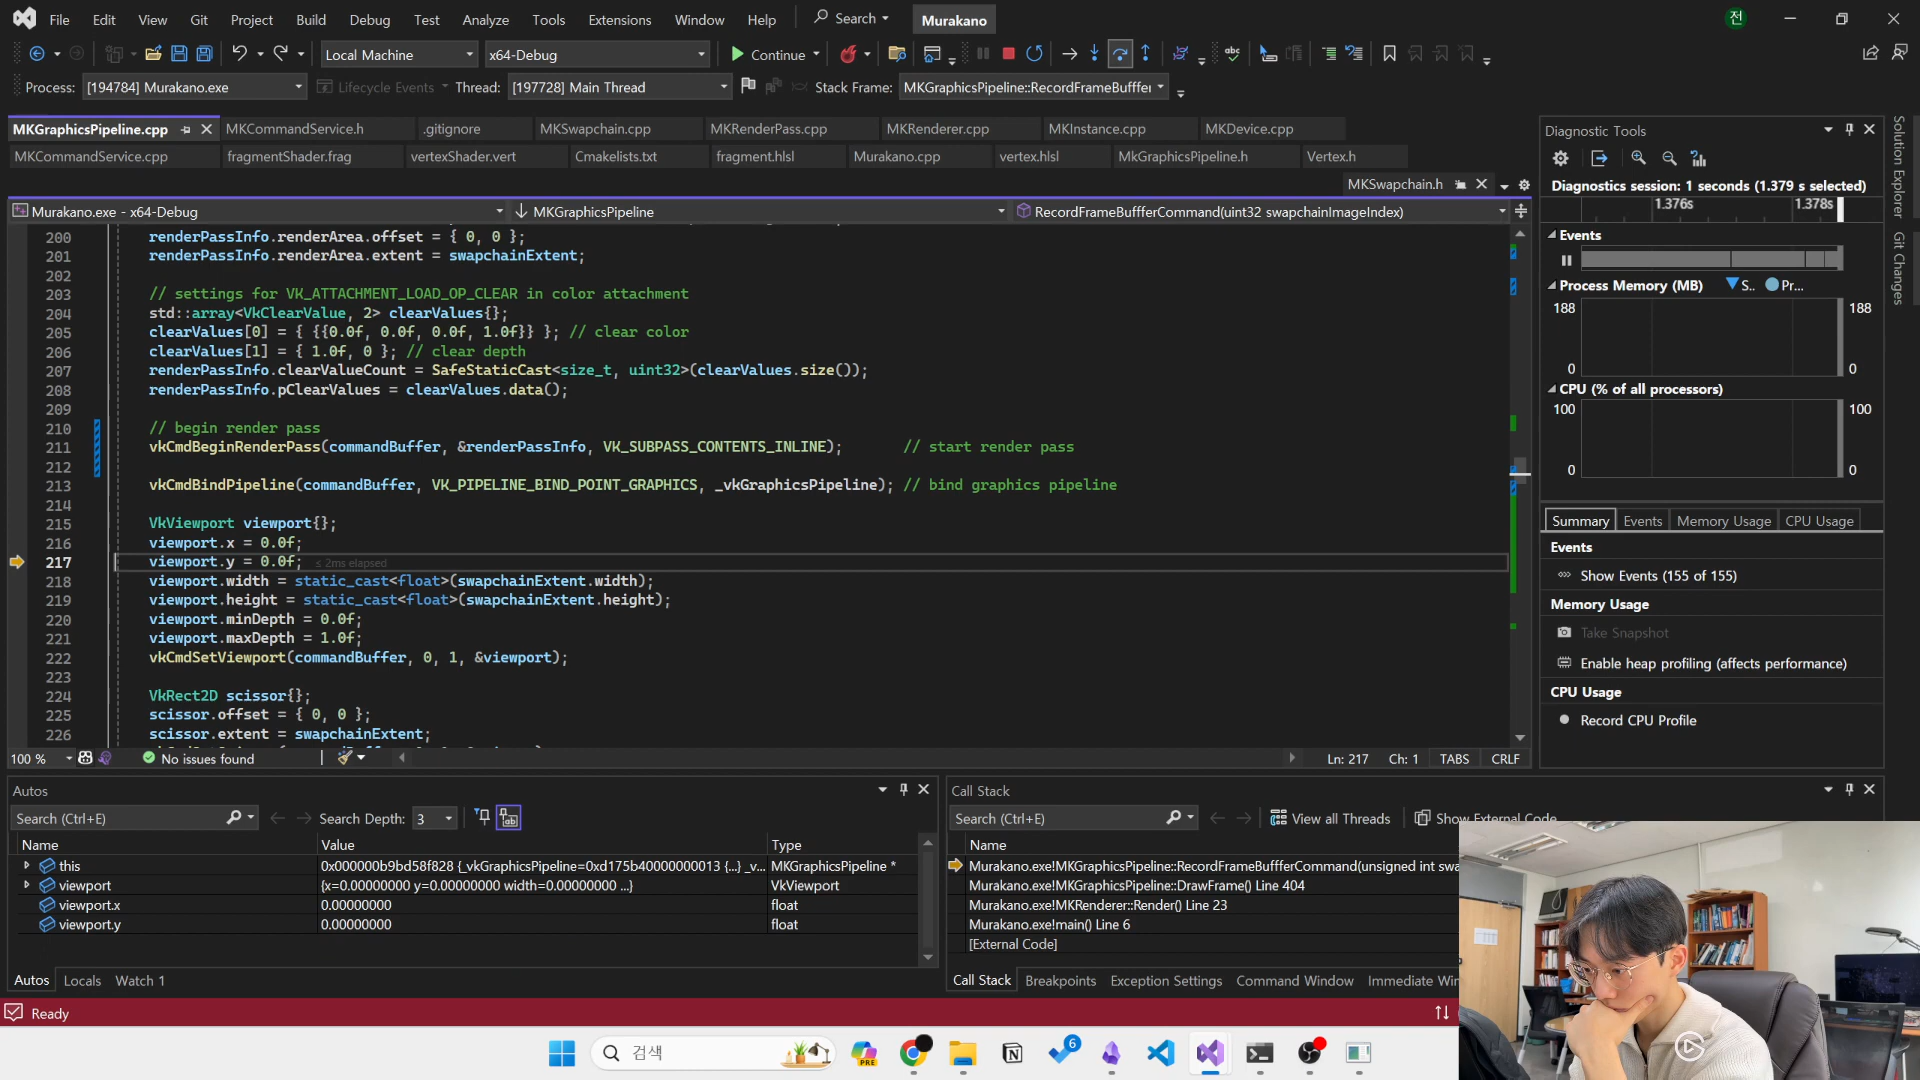 File Edit View Git Project Build Debug Test Analyze Tools Extensions Window Help Search Murakano 전
Local Machine x64-Debug Continue
Process: [194784] Murakano.exe Lifecycle Events Thread: [197728] Main Thread Stack Frame: MKGraphicsPipeline::RecordFrameBuffer
MKGraphicsPipeline.cpp MKCommandService.h .gitignore MKSwapchain.cpp MKRenderPass.cpp MKRenderer.cpp MKInstance.cpp MKDevice.cpp
MKCommandService.cpp fragmentShader.frag vertexShader.vert Cmakelists.txt fragment.hlsl Murakano.cpp vertex.hlsl MkGraphicsPipeline.h Vertex.h
MKSwapchain.h
Murakano.exe - x64-Debug MKGraphicsPipeline RecordFrameBuffferCommand(uint32 swapchainImageIndex)
200 renderPassInfo.renderArea.offset = { 0, 0 };
201 renderPassInfo.renderArea.extent = swapchainExtent;
202
203 // settings for VK_ATTACHMENT_LOAD_OP_CLEAR in color attachment
204 std::array<VkClearValue, 2> clearValues{};
205 clearValues[0] = { {{0.0f, 0.0f, 0.0f, 1.0f}} }; // clear color
206 clearValues[1] = { 1.0f, 0 }; // clear depth
207 renderPassInfo.clearValueCount = SafeStaticCast<size_t, uint32>(clearValues.size());
208 renderPassInfo.pClearValues = clearValues.data();
209
210 // begin render pass
211 vkCmdBeginRenderPass(commandBuffer, &renderPassInfo, VK_SUBPASS_CONTENTS_INLINE); // start render pass
212
213 vkCmdBindPipeline(commandBuffer, VK_PIPELINE_BIND_POINT_GRAPHICS, _vkGraphicsPipeline); // bind graphics pipeline
214
215 VkViewport viewport{};
216 viewport.x = 0.0f;
217 viewport.y = 0.0f; ≤ 2ms elapsed
218 viewport.width = static_cast<float>(swapchainExtent.width);
219 viewport.height = static_cast<float>(swapchainExtent.height);
220 viewport.minDepth = 0.0f;
221 viewport.maxDepth = 1.0f;
222 vkCmdSetViewport(commandBuffer, 0, 1, &viewport);
223
224 VkRect2D scissor{};
225 scissor.offset = { 0, 0 };
226 scissor.extent = swapchainExtent;
100 % No issues found Ln: 217 Ch: 1 TABS CRLF
Diagnostic Tools
Diagnostics session: 1 seconds (1.379 s selected)
1.376s 1.378s
Events
Process Memory (MB) S.. Pr...
188 188
0 0
CPU (% of all processors)
100 100
0 0
Summary Events Memory Usage CPU Usage
Events
Show Events (155 of 155)
Memory Usage
Take Snapshot
Enable heap profiling (affects performance)
CPU Usage
Record CPU Profile
Solution Explorer
Git Changes
Autos
Search (Ctrl+E) Search Depth: 3
Name Value Type
this 0x000000b9bd58f828 {_vkGraphicsPipeline=0xd175b40000000013 {...} _v... MKGraphicsPipeline *
viewport {x=0.00000000 y=0.00000000 width=0.00000000 ...} VkViewport
viewport.x 0.00000000 float
viewport.y 0.00000000 float
Autos Locals Watch 1
Call Stack
Search (Ctrl+E) View all Threads Show External Code
Name
Murakano.exe!MKGraphicsPipeline::RecordFrameBuffferCommand(unsigned int swa
Murakano.exe!MKGraphicsPipeline::DrawFrame() Line 404
Murakano.exe!MKRenderer::Render() Line 23
Murakano.exe!main() Line 6
[External Code]
Call Stack Breakpoints Exception Settings Command Window Immediate Win
Ready
검색 PRE 6